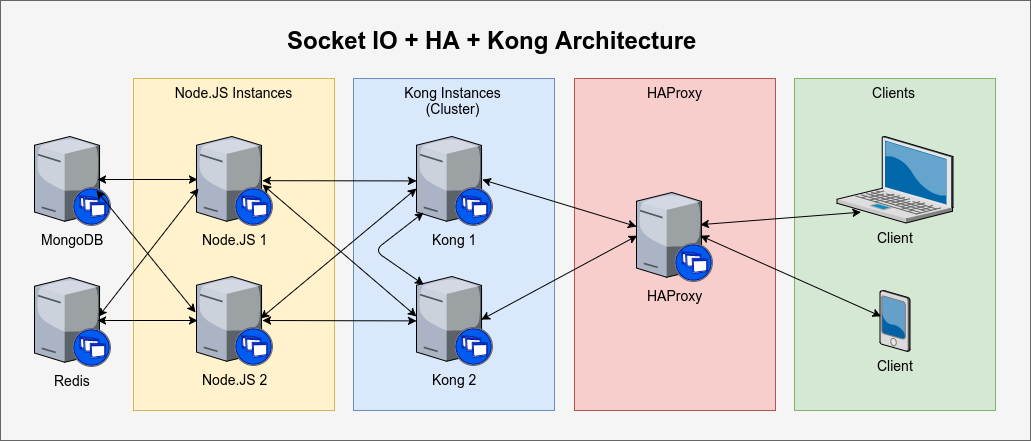 Socket IO + HA + Kong Architecture
Node.JS Instances
Kong Instances
(Cluster)
HAProxy
Clients
MongoDB
Node.JS 1
Kong 1
Client
HAProxy
Redis
Node.JS 2
Kong 2
Client